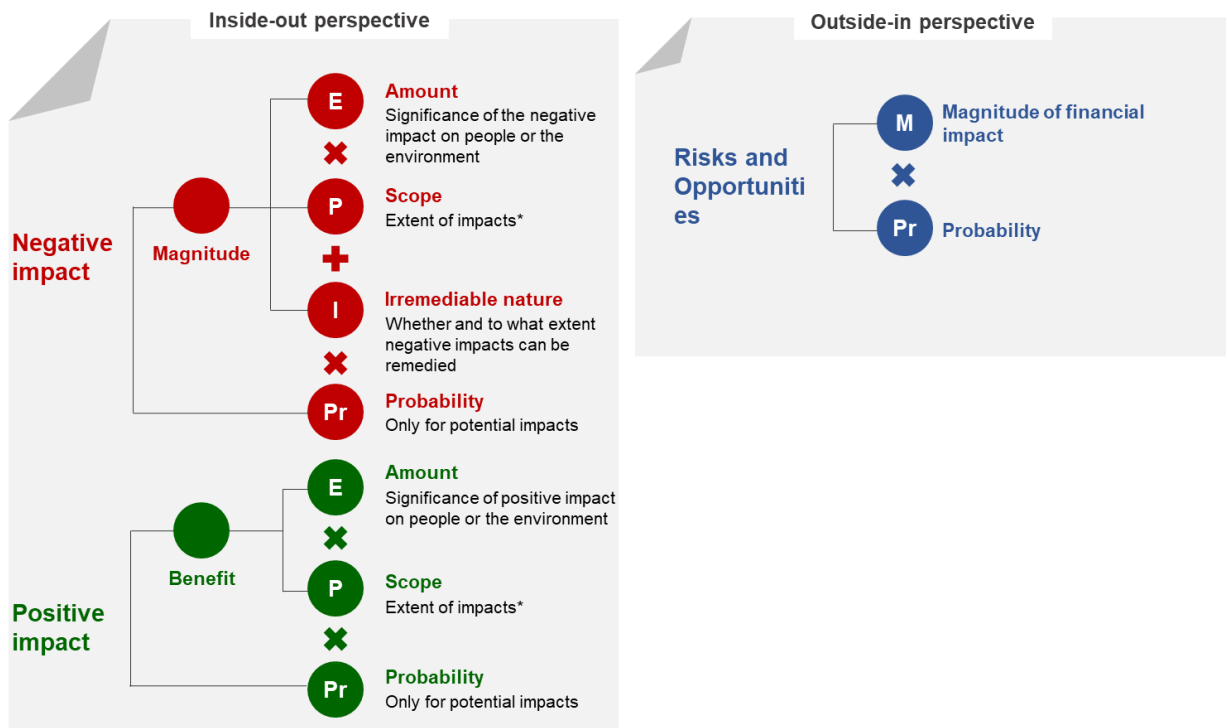 Inside-out perspective
E
Amount
Significance of the negative
impact on people or the
environment
P
Scope
Extent of impacts*
Negative
impact
Magnitude
I
Irremediable nature
Whether and to what extent
negative impacts can be
remedied
Pr
Probability
Only for potential impacts
E
Amount
Significance of positive impact
on people or the environment
Benefit
P
Scope
Extent of impacts*
Positive
impact
Pr
Probability
Only for potential impacts
Outside-in perspective
M
Magnitude of financial
impact
Risks and
Opportuniti
es
Pr
Probability